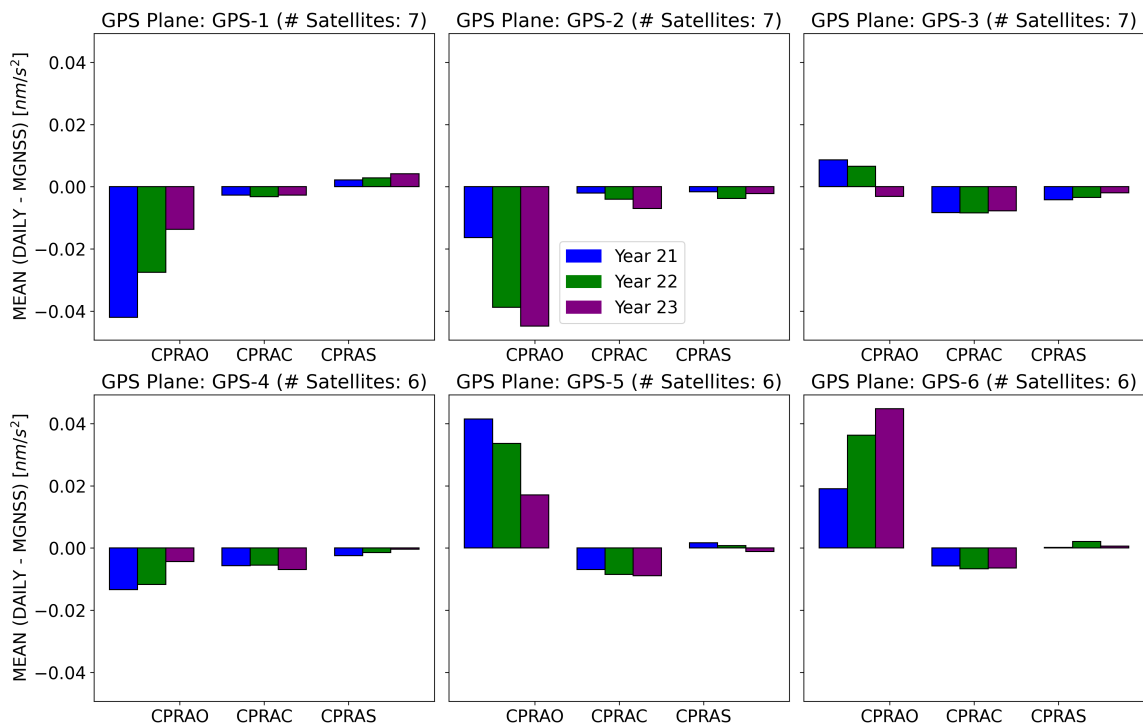 GPS Plane: GPS-1 (# Satellites: 7)
GPS Plane: GPS-2 (# Satellites: 7)
GPS Plane: GPS-3 (# Satellites: 7)
MEAN (DAILY - MGNSS) [nm/s²]
0.04
0.02
0.00
−0.02
−0.04
Year 21
Year 22
Year 23
CPRAO CPRAC CPRAS
CPRAO CPRAC CPRAS
CPRAO CPRAC CPRAS
GPS Plane: GPS-4 (# Satellites: 6)
GPS Plane: GPS-5 (# Satellites: 6)
GPS Plane: GPS-6 (# Satellites: 6)
MEAN (DAILY - MGNSS) [nm/s²]
0.04
0.02
0.00
−0.02
−0.04
CPRAO CPRAC CPRAS
CPRAO CPRAC CPRAS
CPRAO CPRAC CPRAS